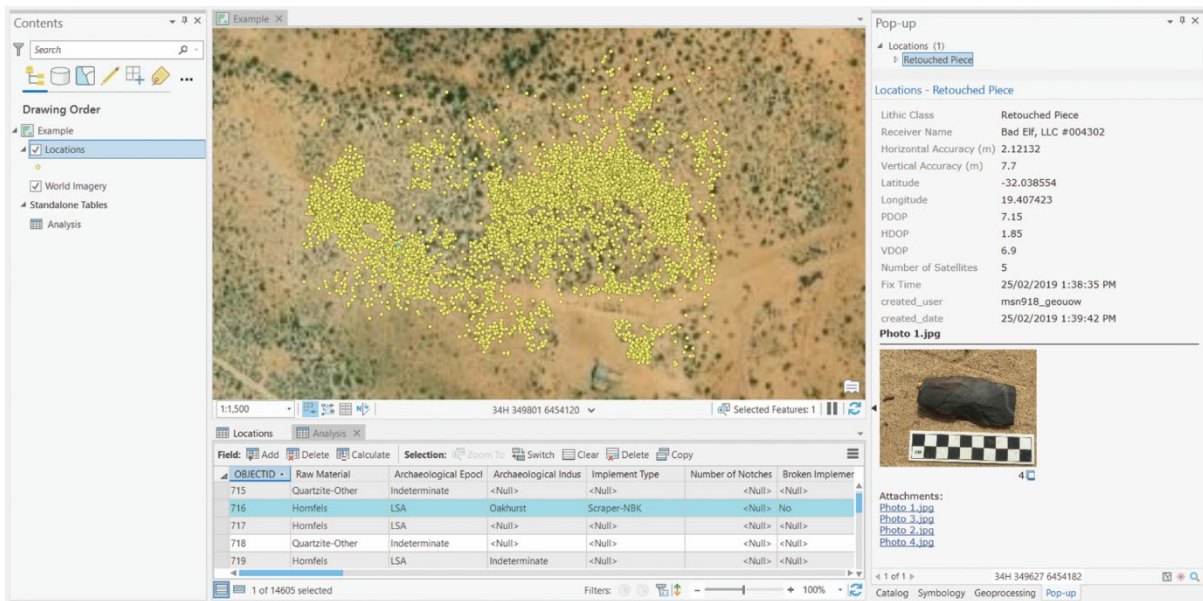 Contents
Search
Drawing Order
Example
Locations
World Imagery
Standalone Tables
Analysis
Example
1:1,500
34H 349801 6454120
Selected Features: 1
Locations Analysis
Field: Add Delete Calculate Selection: Zoom To Switch Clear Delete Copy
OBJECTID Raw Material Archaeological Epocl Archaeological Indus Implement Type Number of Notches Broken Implemer
715 Quartzite-Other Indeterminate <Null> <Null> <Null> <Null>
716 Hornfels LSA Oakhurst Scraper-NBK <Null> No
717 Hornfels LSA <Null> <Null> <Null> <Null>
718 Quartzite-Other Indeterminate <Null> <Null> <Null> <Null>
719 Hornfels LSA Indeterminate <Null> <Null> <Null>
1 of 14605 selected Filters: 100%
Pop-up
Locations (1)
Retouched Piece
Locations - Retouched Piece
Lithic Class Retouched Piece
Receiver Name Bad Elf, LLC #004302
Horizontal Accuracy (m) 2.12132
Vertical Accuracy (m) 7.7
Latitude -32.038554
Longitude 19.407423
PDOP 7.15
HDOP 1.85
VDOP 6.9
Number of Satellites 5
Fix Time 25/02/2019 1:38:35 PM
created_user msn918_geouow
created_date 25/02/2019 1:39:42 PM
Photo 1.jpg
CM
4
Attachments:
Photo 1.jpg
Photo 3.jpg
Photo 2.jpg
Photo 4.jpg
1 of 1 34H 349627 6454182
Catalog Symbology Geoprocessing Pop-up